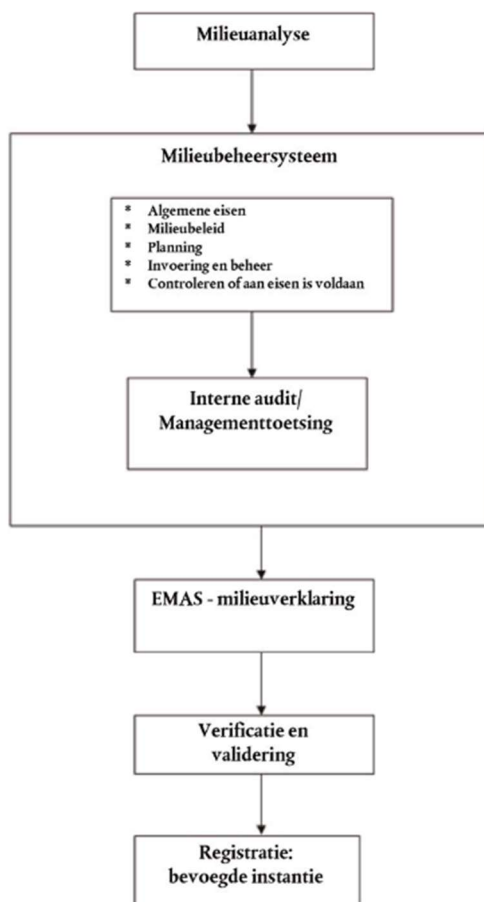 Milieuanalyse
Milieubeheersysteem
* Algemene eisen
* Milieubeleid
* Planning
* Invoering en beheer
* Controleren of aan eisen is voldaan
Interne audit/
Managementtoetsing
EMAS - milieuverklaring
Verificatie en
validering
Registratie:
bevoegde instantie